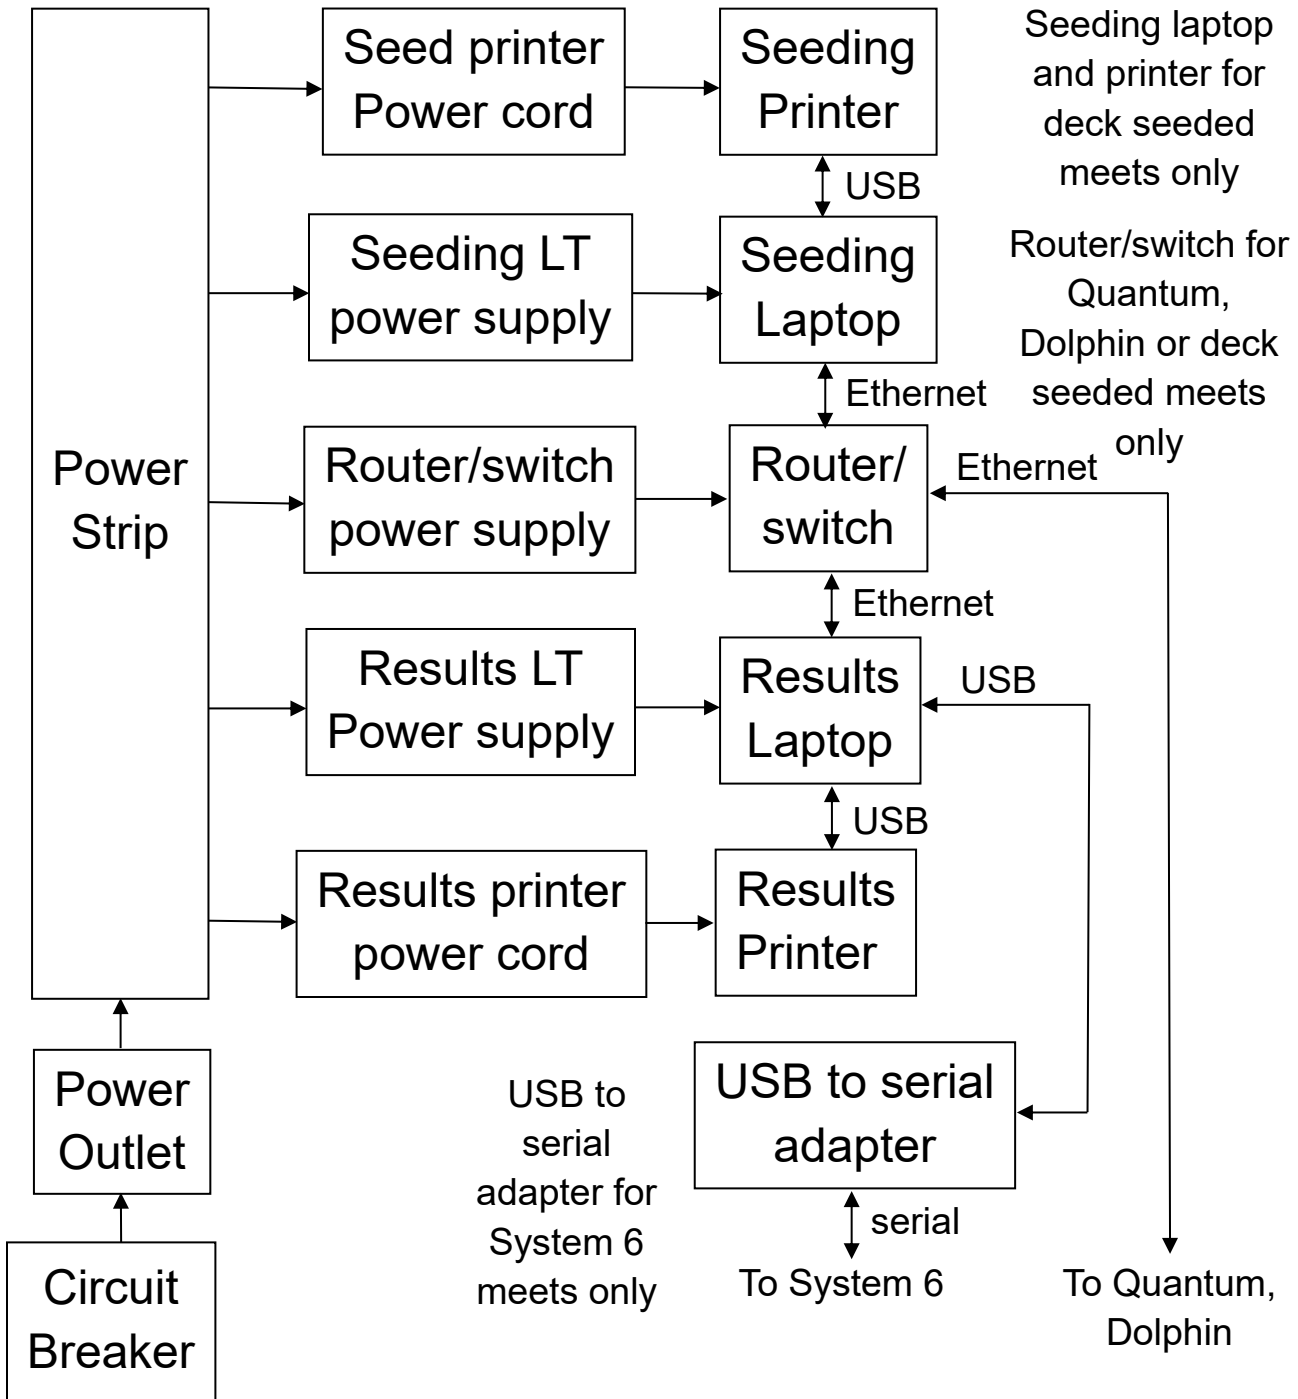 Seed printer
Power cord
Seeding
Printer
Seeding laptop
and printer for
deck seeded
meets only
USB
Seeding LT
power supply
Seeding
Laptop
Router/switch for
Quantum,
Dolphin or deck
seeded meets
only
Ethernet
Power
Strip
Router/switch
power supply
Router/
switch
Ethernet
Ethernet
Results LT
Power supply
Results
Laptop
USB
USB
Results printer
power cord
Results
Printer
Power
Outlet
USB to
serial
adapter for
System 6
meets only
USB to serial
adapter
serial
To System 6
To Quantum,
Dolphin
Circuit
Breaker